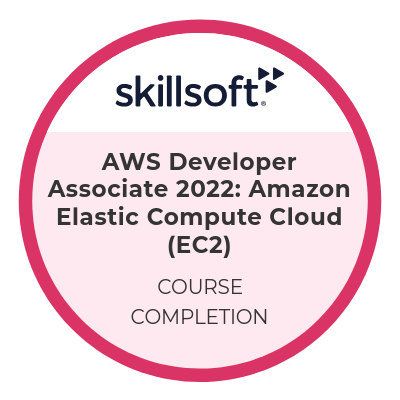 skillsoft®
AWS Developer
Associate 2022: Amazon
Elastic Compute Cloud
(EC2)
COURSE
COMPLETION